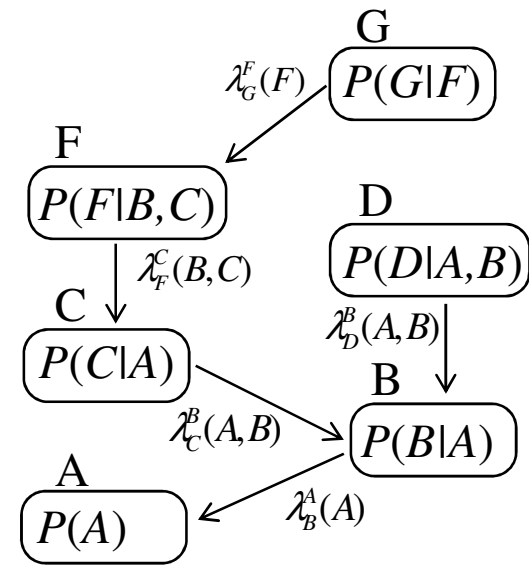 G
P(G|F)
λ_G^F(F)
F
P(F|B,C)
D
P(D|A,B)
λ_F^C(B,C)
C
P(C|A)
λ_D^B(A,B)
B
P(B|A)
λ_C^B(A,B)
A
P(A)
λ_B^A(A)